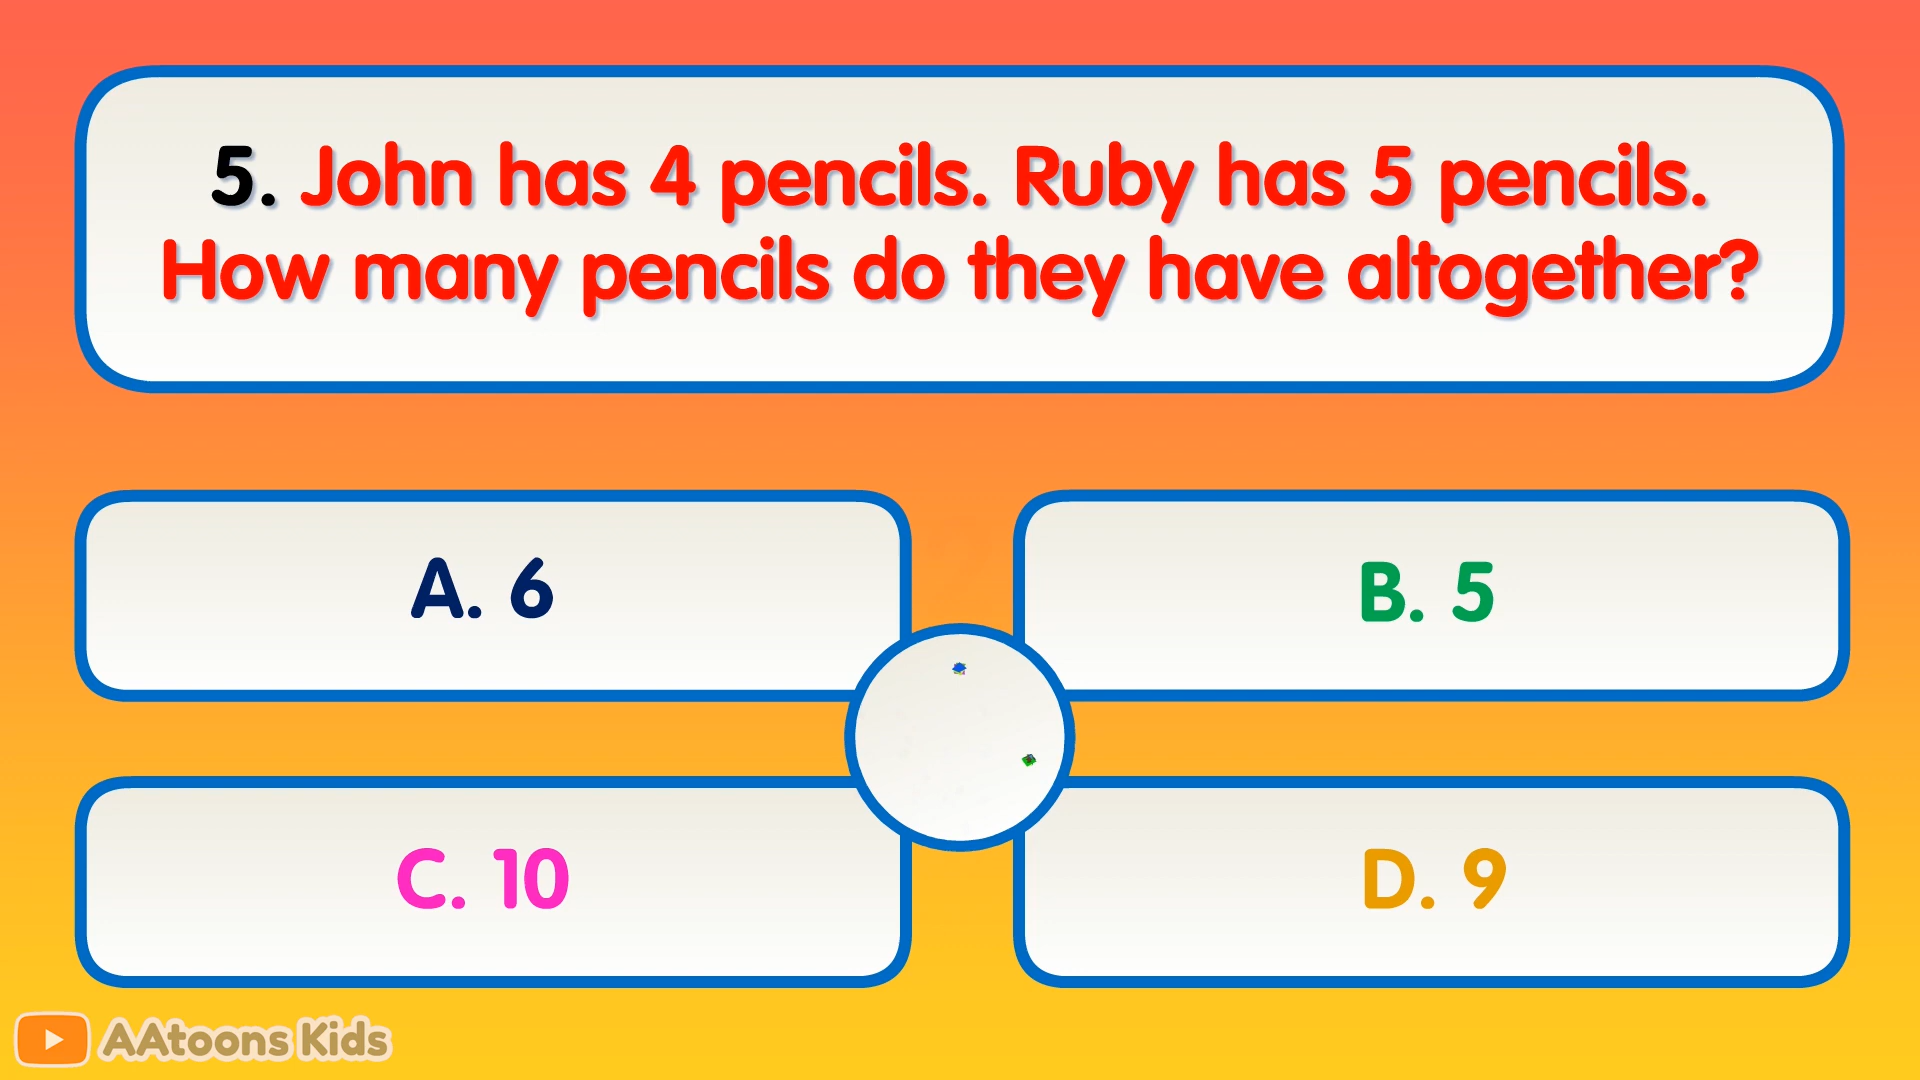 5. John has 4 pencils. Ruby has 5 pencils.
How many pencils do they have altogether?
A. 6
B. 5
C. 10
D. 9
AAtoons Kids